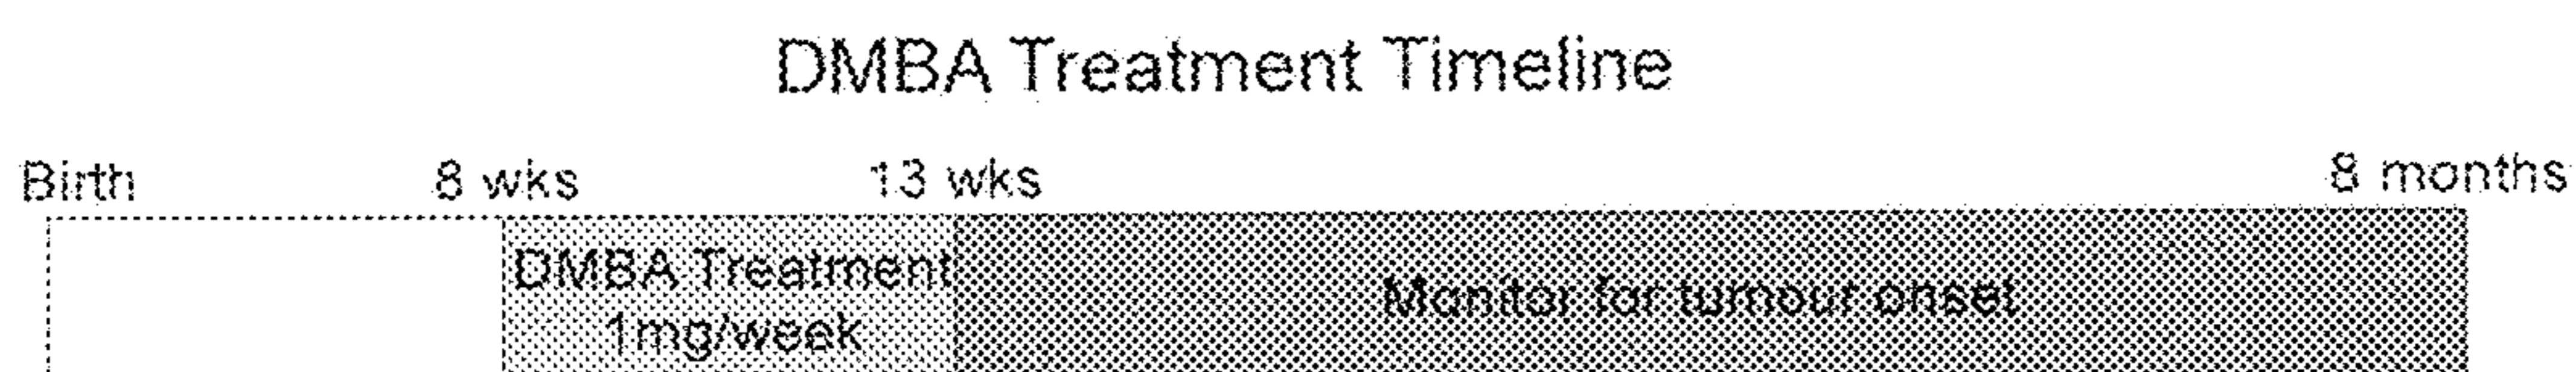 DMBA Treatment Timeline
Birth 8 wks 13 wks 8 months
DMBA Treatment
1mg/week
Monitor for tumour onset